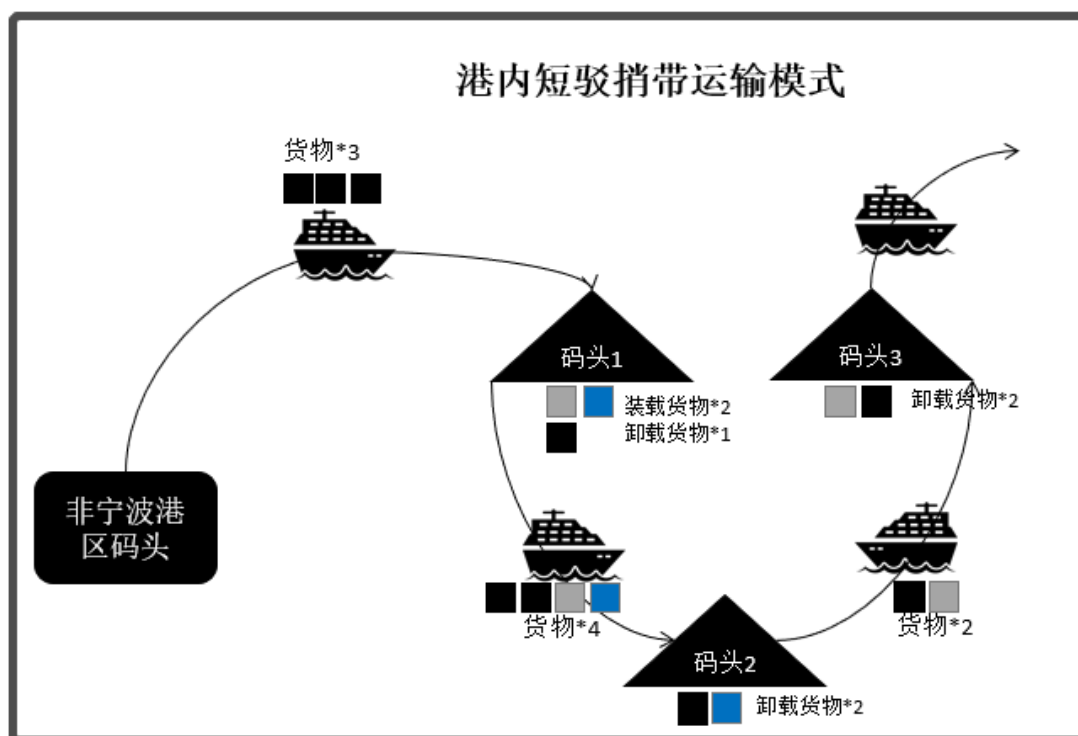 港内短驳捎带运输模式
货物*3
码头1
装载货物*2
卸载货物*1
码头3
卸载货物*2
非宁波港
区码头
货物*4
货物*2
码头2
卸载货物*2